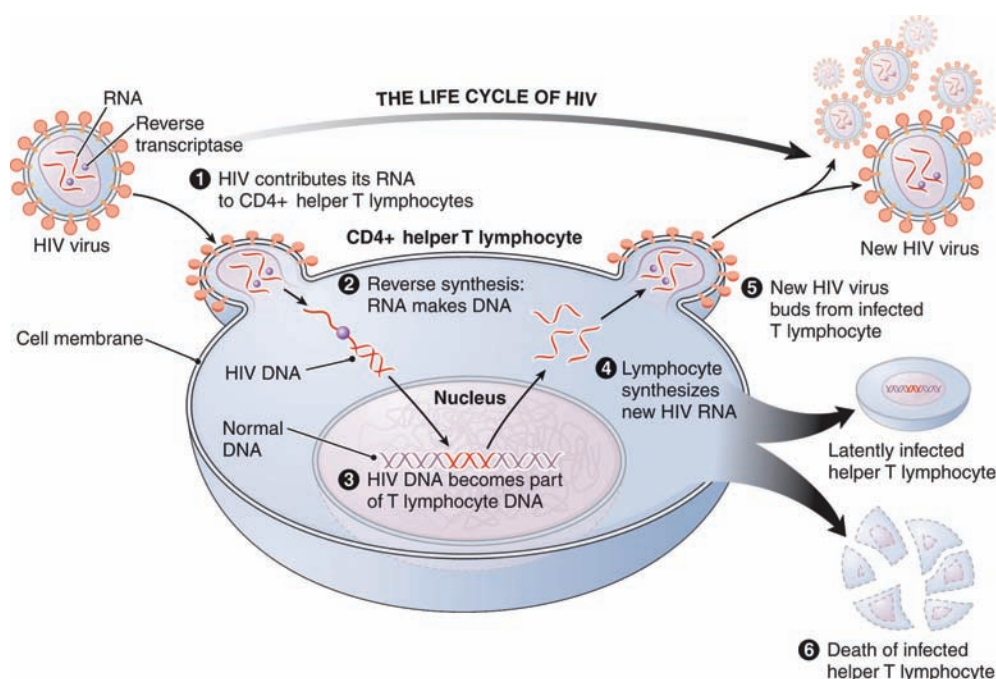 THE LIFE CYCLE OF HIV
RNA
Reverse
transcriptase
HIV virus
1 HIV contributes its RNA
to CD4+ helper T lymphocytes
CD4+ helper T lymphocyte
2 Reverse synthesis:
RNA makes DNA
Cell membrane
HIV DNA
Nucleus
Normal
DNA
3 HIV DNA becomes part
of T lymphocyte DNA
4 Lymphocyte
synthesizes
new HIV RNA
New HIV virus
5 New HIV virus
buds from infected
T lymphocyte
Latently infected
helper T lymphocyte
6 Death of infected
helper T lymphocyte